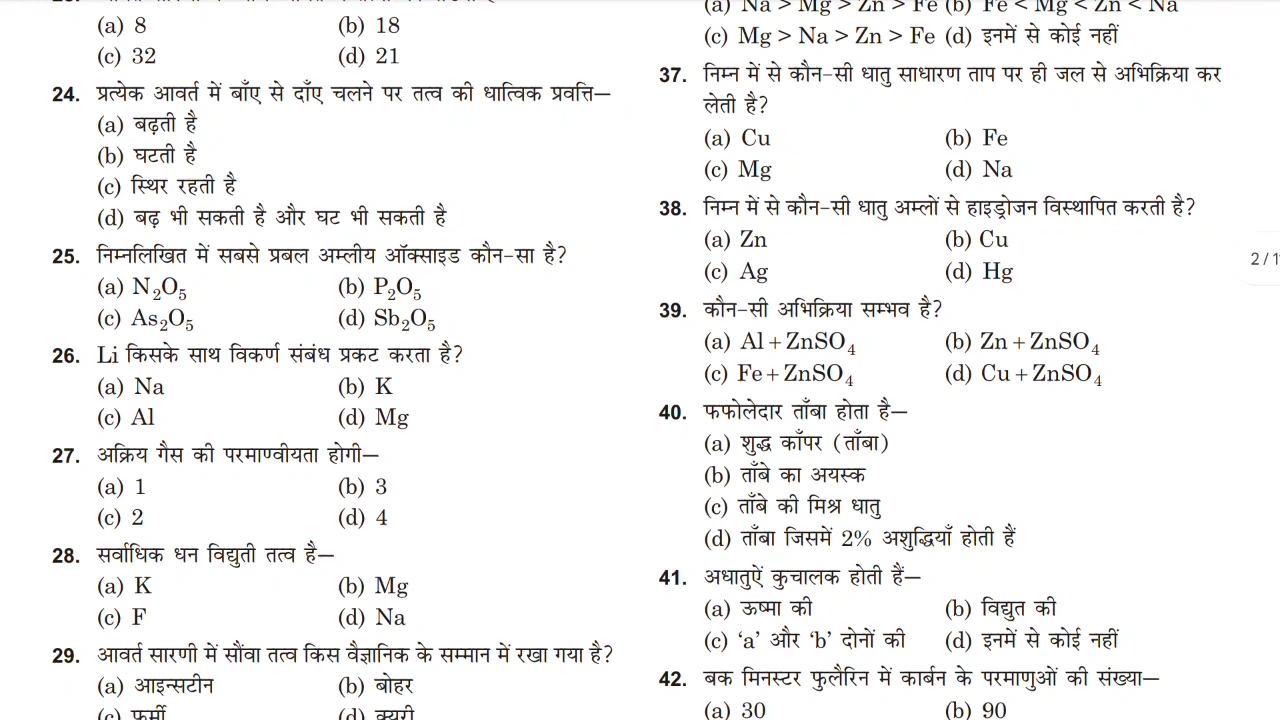 (a) 8 (b) 18
(c) 32 (d) 21
24. प्रत्येक आवर्त में बाँए से दाँए चलने पर तत्व की धात्विक प्रवत्ति—
(a) बढ़ती है
(b) घटती है
(c) स्थिर रहती है
(d) बढ़ भी सकती है और घट भी सकती है
25. निम्नलिखित में सबसे प्रबल अम्लीय ऑक्साइड कौन-सा है?
(a) N₂O₅ (b) P₂O₅
(c) As₂O₅ (d) Sb₂O₅
26. Li किसके साथ विकर्ण संबंध प्रकट करता है?
(a) Na (b) K
(c) Al (d) Mg
27. अक्रिय गैस की परमाण्वीयता होगी—
(a) 1 (b) 3
(c) 2 (d) 4
28. सर्वाधिक धन विद्युती तत्व है—
(a) K (b) Mg
(c) F (d) Na
29. आवर्त सारणी में सौंवा तत्व किस वैज्ञानिक के सम्मान में रखा गया है?
(a) आइन्सटीन (b) बोहर
(c) फर्मी (d) क्यूरी
(a) Na > Mg > Zn > Fe (b) Fe < Mg < Zn < Na
(c) Mg > Na > Zn > Fe (d) इनमें से कोई नहीं
37. निम्न में से कौन-सी धातु साधारण ताप पर ही जल से अभिक्रिया कर
लेती है?
(a) Cu (b) Fe
(c) Mg (d) Na
38. निम्न में से कौन-सी धातु अम्लों से हाइड्रोजन विस्थापित करती है?
(a) Zn (b) Cu
(c) Ag (d) Hg
39. कौन-सी अभिक्रिया सम्भव है?
(a) Al + ZnSO₄ (b) Zn + ZnSO₄
(c) Fe + ZnSO₄ (d) Cu + ZnSO₄
40. फफोलेदार ताँबा होता है—
(a) शुद्ध काँपर (ताँबा)
(b) ताँबे का अयस्क
(c) ताँबे की मिश्र धातु
(d) ताँबा जिसमें 2% अशुद्धियाँ होती हैं
41. अधातुऐं कुचालक होती हैं—
(a) ऊष्मा की (b) विद्युत की
(c) 'a' और 'b' दोनों की (d) इनमें से कोई नहीं
42. बक मिनस्टर फुलैरिन में कार्बन के परमाणुओं की संख्या—
(a) 30 (b) 90
2 / 1